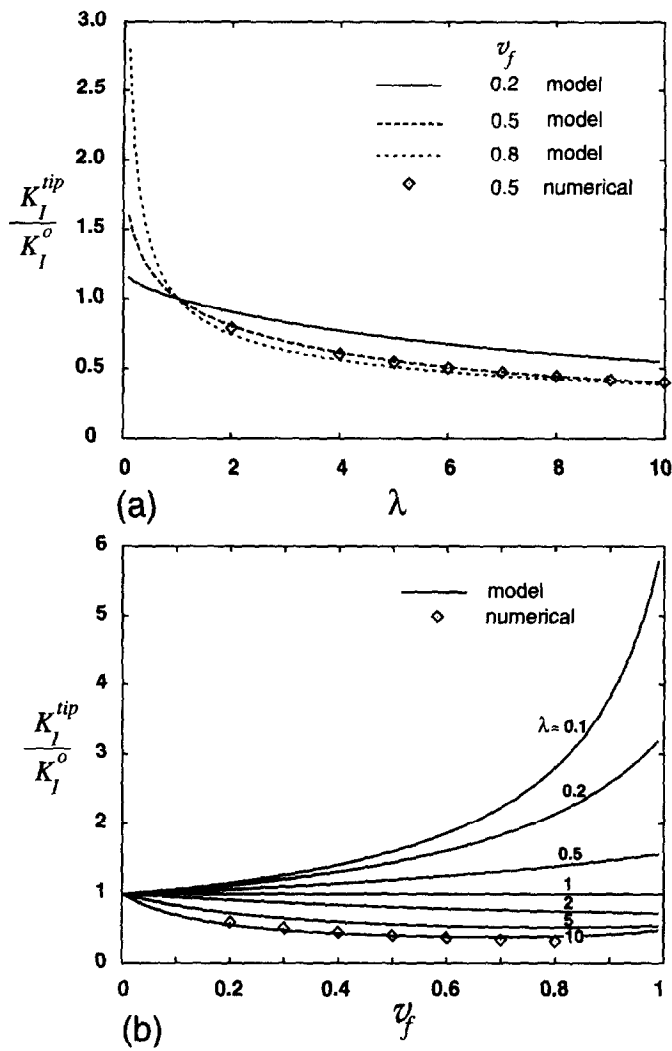 3.0
2.5
2.0
1.5
1.0
0.5
0
K_I^tip
K_I^o
v_f
0.2 model
0.5 model
0.8 model
0.5 numerical
0 2 4 6 8 10
(a)
λ
6
5
4
3
2
1
0
K_I^tip
K_I^o
model
numerical
λ = 0.1
0.2
0.5
1
2
5
10
0 0.2 0.4 0.6 0.8 1
(b)
v_f